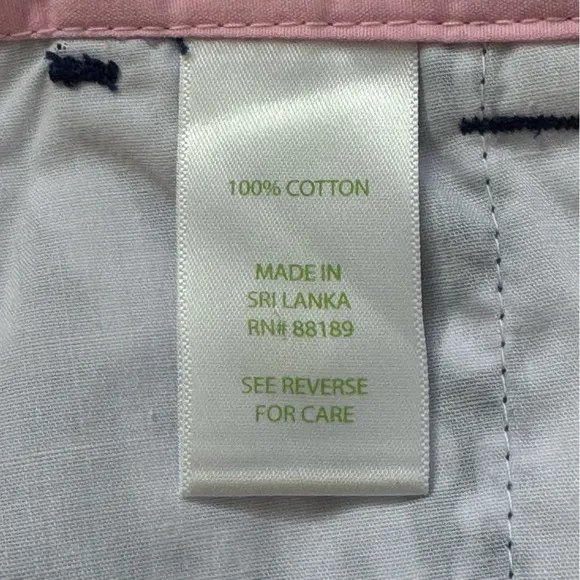 100% COTTON
MADE IN
SRI LANKA
RN# 88189
SEE REVERSE
FOR CARE